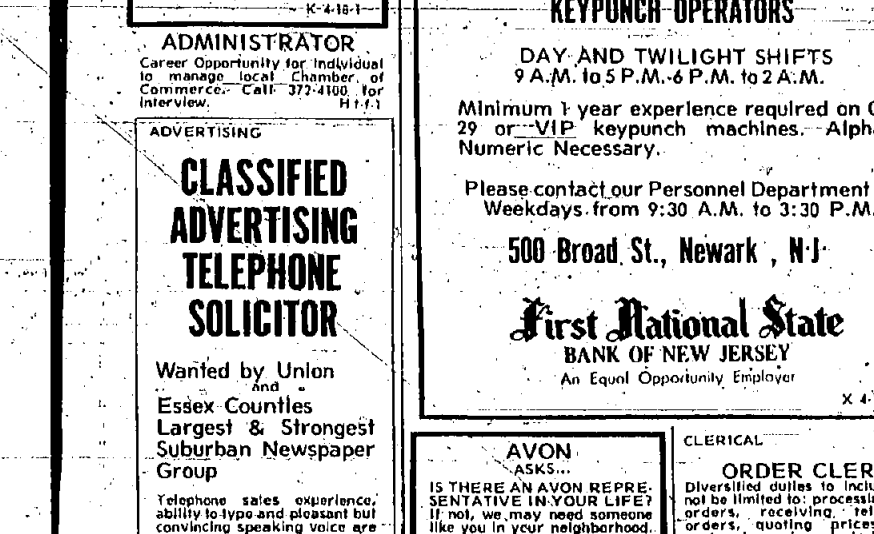 K-4-18-1
ADMINISTRATOR
Career Opportunity for individual
to manage local Chamber of
Commerce. Call 372-4100 for
interview. H t-f-1
ADVERTISING
CLASSIFIED
ADVERTISING
TELEPHONE
SOLICITOR
Wanted by Union
and
Essex Counties
Largest & Strongest
Suburban Newspaper
Group
Telephone sales experience,
ability to type and pleasant but
convincing speaking voice are
KEYPUNCH OPERATORS
DAY AND TWILIGHT SHIFTS
9 A.M. to 5 P.M.-6 P.M. to 2 A.M.
Minimum 1 year experience required on
29 or VIP keypunch machines. Alph
Numeric Necessary.
Please contact our Personnel Department
Weekdays from 9:30 A.M. to 3:30 P.M.
500 Broad St., Newark , N.J.
First National State
BANK OF NEW JERSEY
An Equal Opportunity Employer
X 4-
AVON
ASKS...
IS THERE AN AVON REPRE-
SENTATIVE IN YOUR LIFE?
If not, we may need someone
like you in your neighborhood.
CLERICAL
ORDER CLER
Diversified duties to inclu
not be limited to: processi
orders, receiving tel
orders, quoting prices